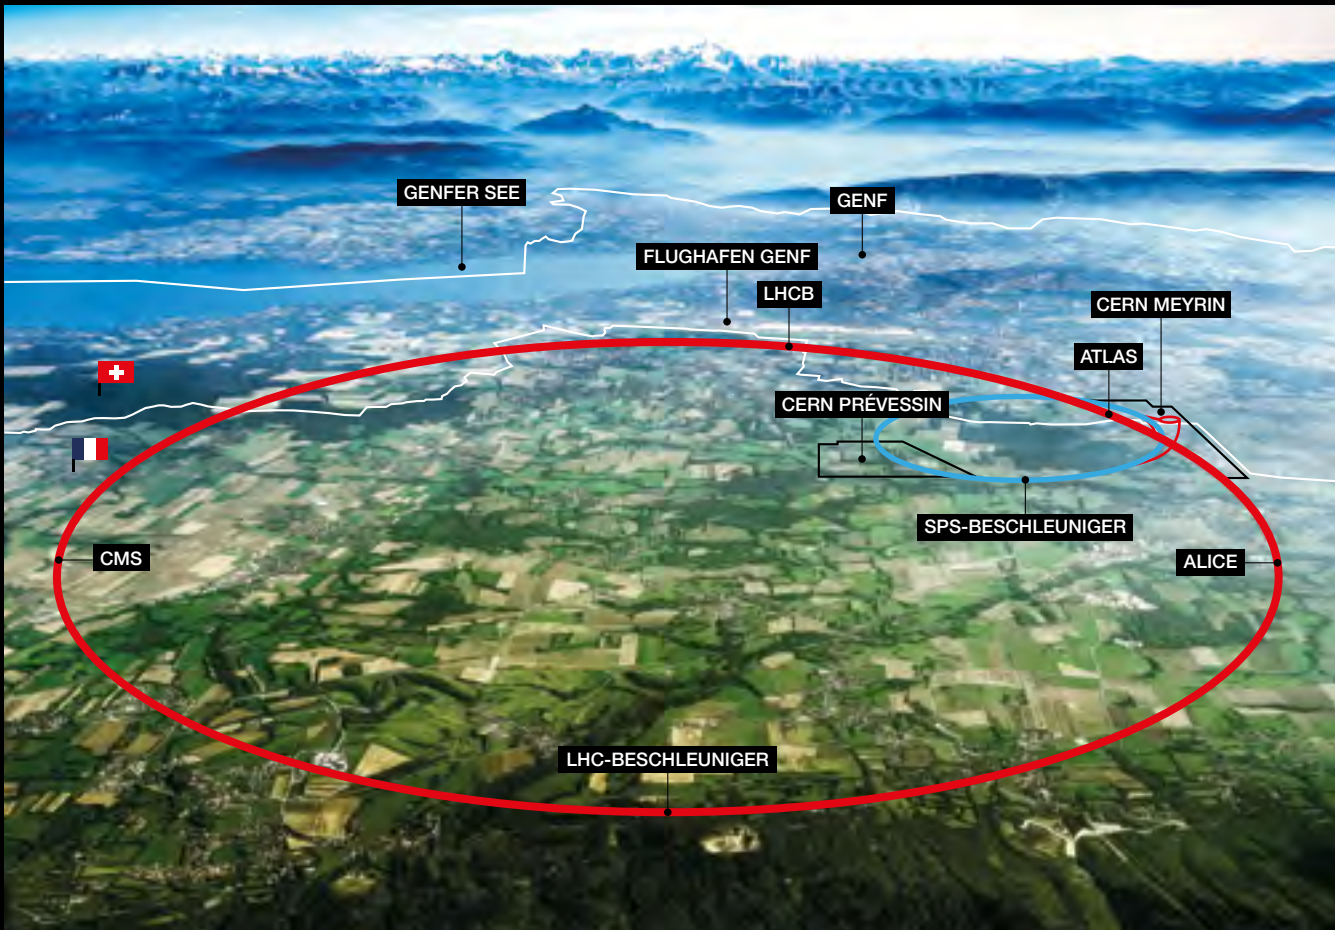 GENFER SEE
GENF
FLUGHAFEN GENF
LHCB
CERN MEYRIN
ATLAS
CERN PRÉVESSIN
SPS-BESCHLEUNIGER
CMS
ALICE
LHC-BESCHLEUNIGER